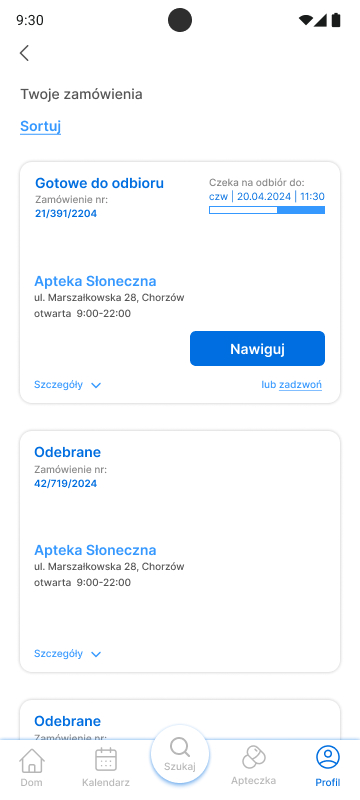 9:30
Twoje zamówienia
Sortuj
Gotowe do odbioru
Zamówienie nr:
21/391/2204
Czeka na odbiór do:
czw | 20.04.2024 | 11:30
Apteka Słoneczna
ul. Marszałkowska 28, Chorzów
otwarta 9:00-22:00
Nawiguj
Szczegóły
lub zadzwoń
Odebrane
Zamówienie nr:
42/719/2024
Apteka Słoneczna
ul. Marszałkowska 28, Chorzów
otwarta 9:00-22:00
Szczegóły
Odebrane
Zamówienie nr:
Dom
Kalendarz
Szukaj
Apteczka
Profil